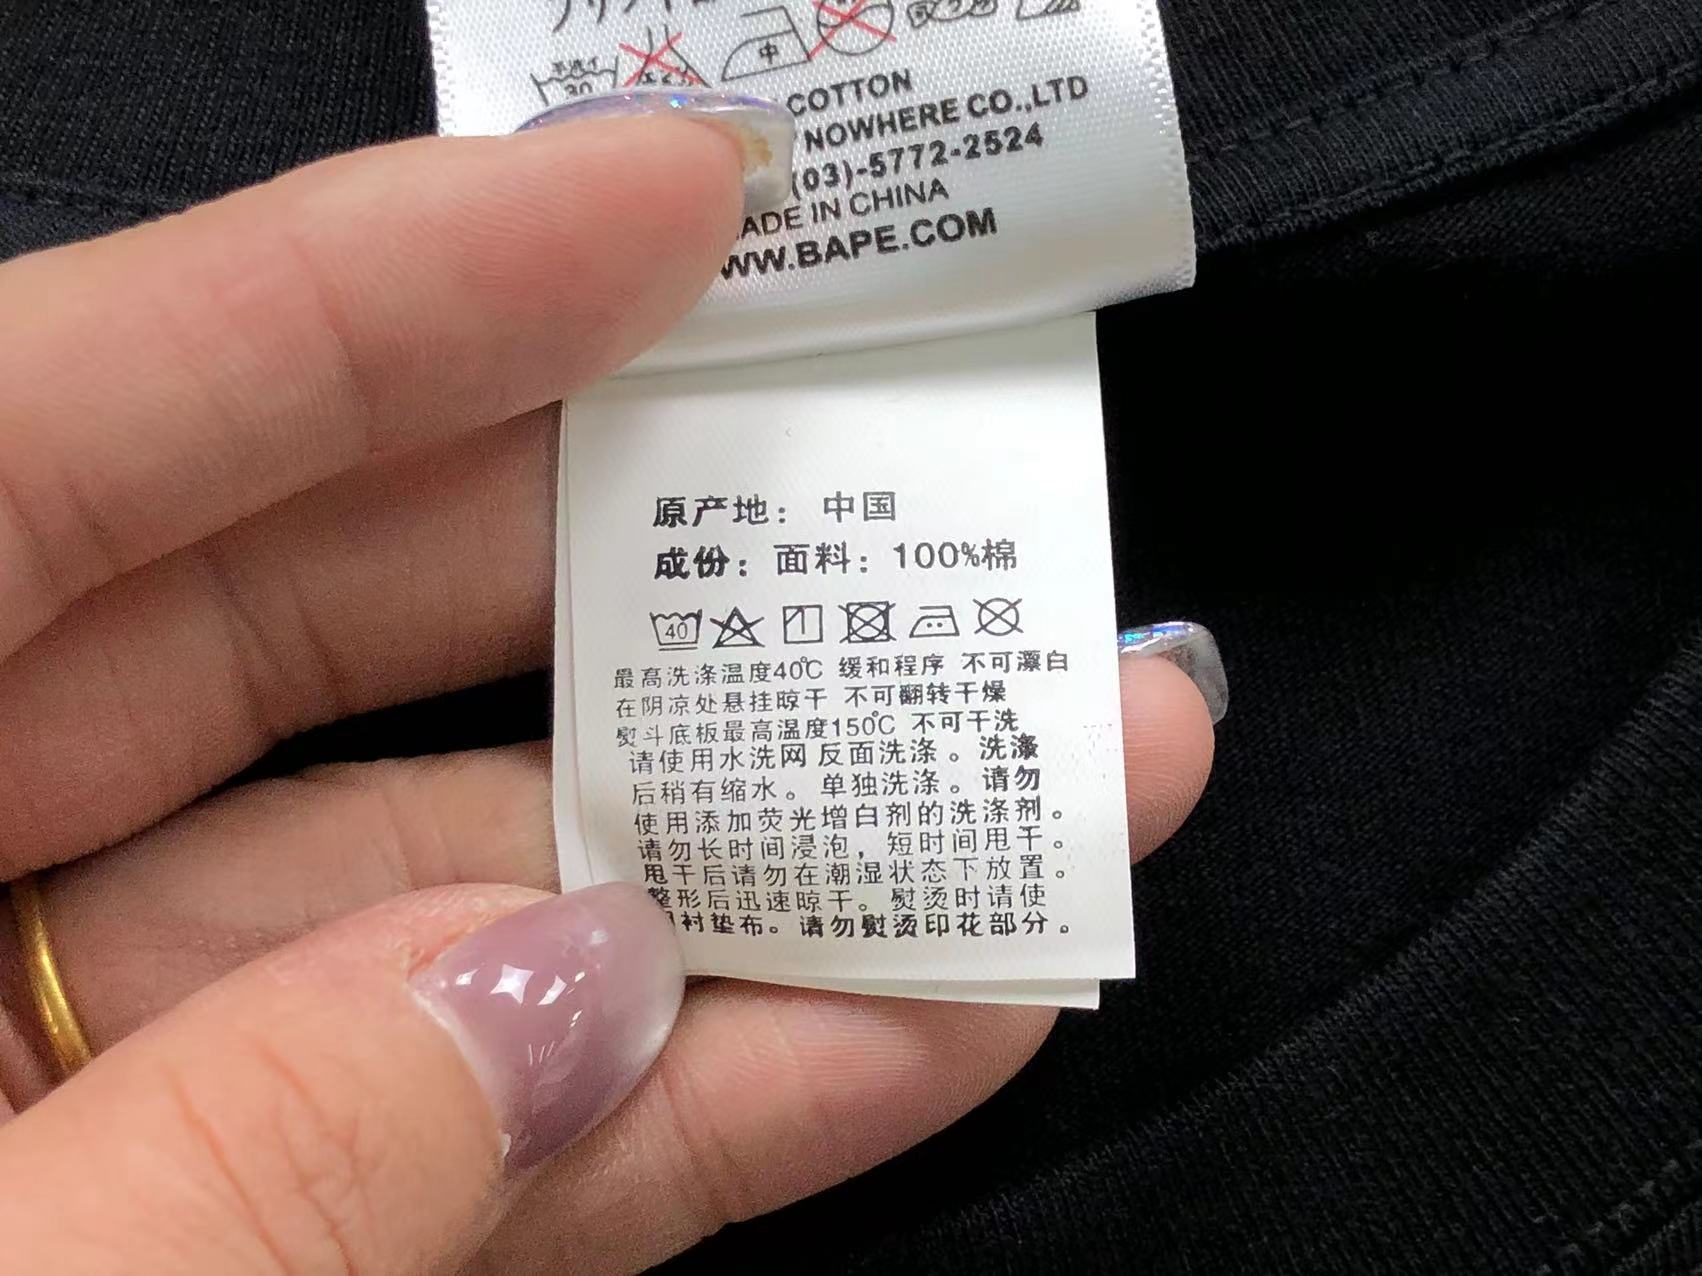 中
30
COTTON
NOWHERE CO.,LTD
(03)-5772-2524
ADE IN CHINA
WW.BAPE.COM
原产地：中国
成份：面料：100%棉
40
最高洗涤温度40℃ 缓和程序 不可漂白
在阴凉处悬挂晾干 不可翻转干燥
熨斗底板最高温度150℃ 不可干洗
请使用水洗网 反面洗涤。洗涤
后稍有缩水。单独洗涤。请勿
使用添加荧光增白剂的洗涤剂。
请勿长时间浸泡，短时间甩干。
甩干后请勿在潮湿状态下放置。
整形后迅速晾干。熨烫时请使
衬垫布。请勿熨烫印花部分。